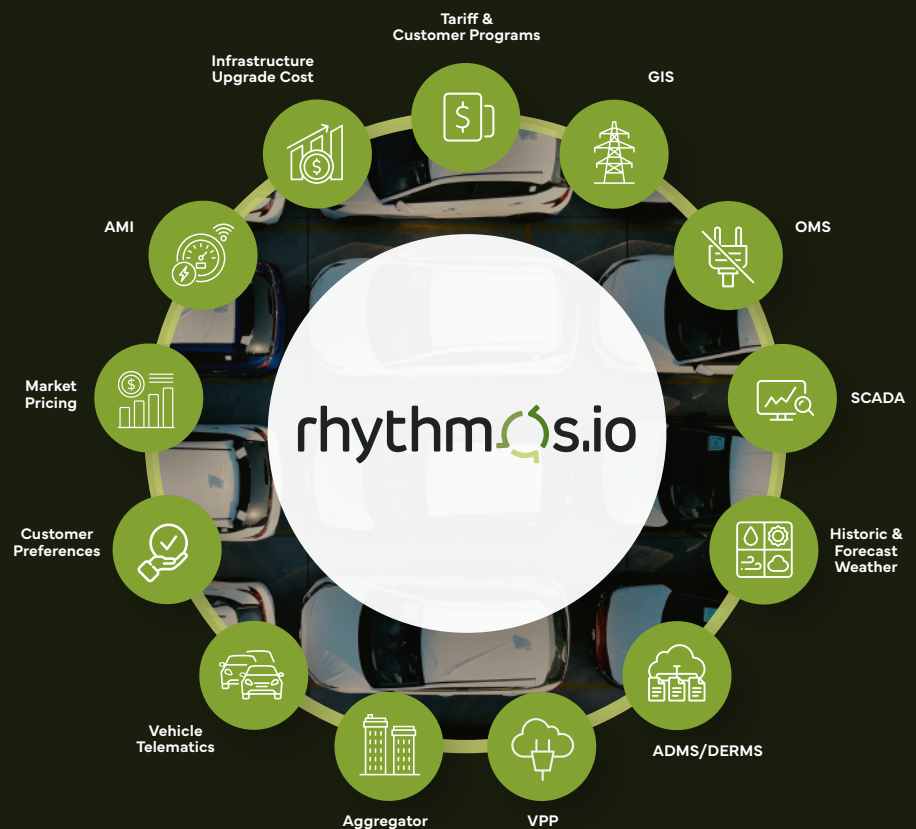 Tariff &
Customer Programs
Infrastructure
Upgrade Cost
GIS
AMI
OMS
Market
Pricing
SCADA
rhythmos.io
Customer
Preferences
Historic &
Forecast
Weather
Vehicle
Telematics
ADMS/DERMS
Aggregator
VPP
$
$
$